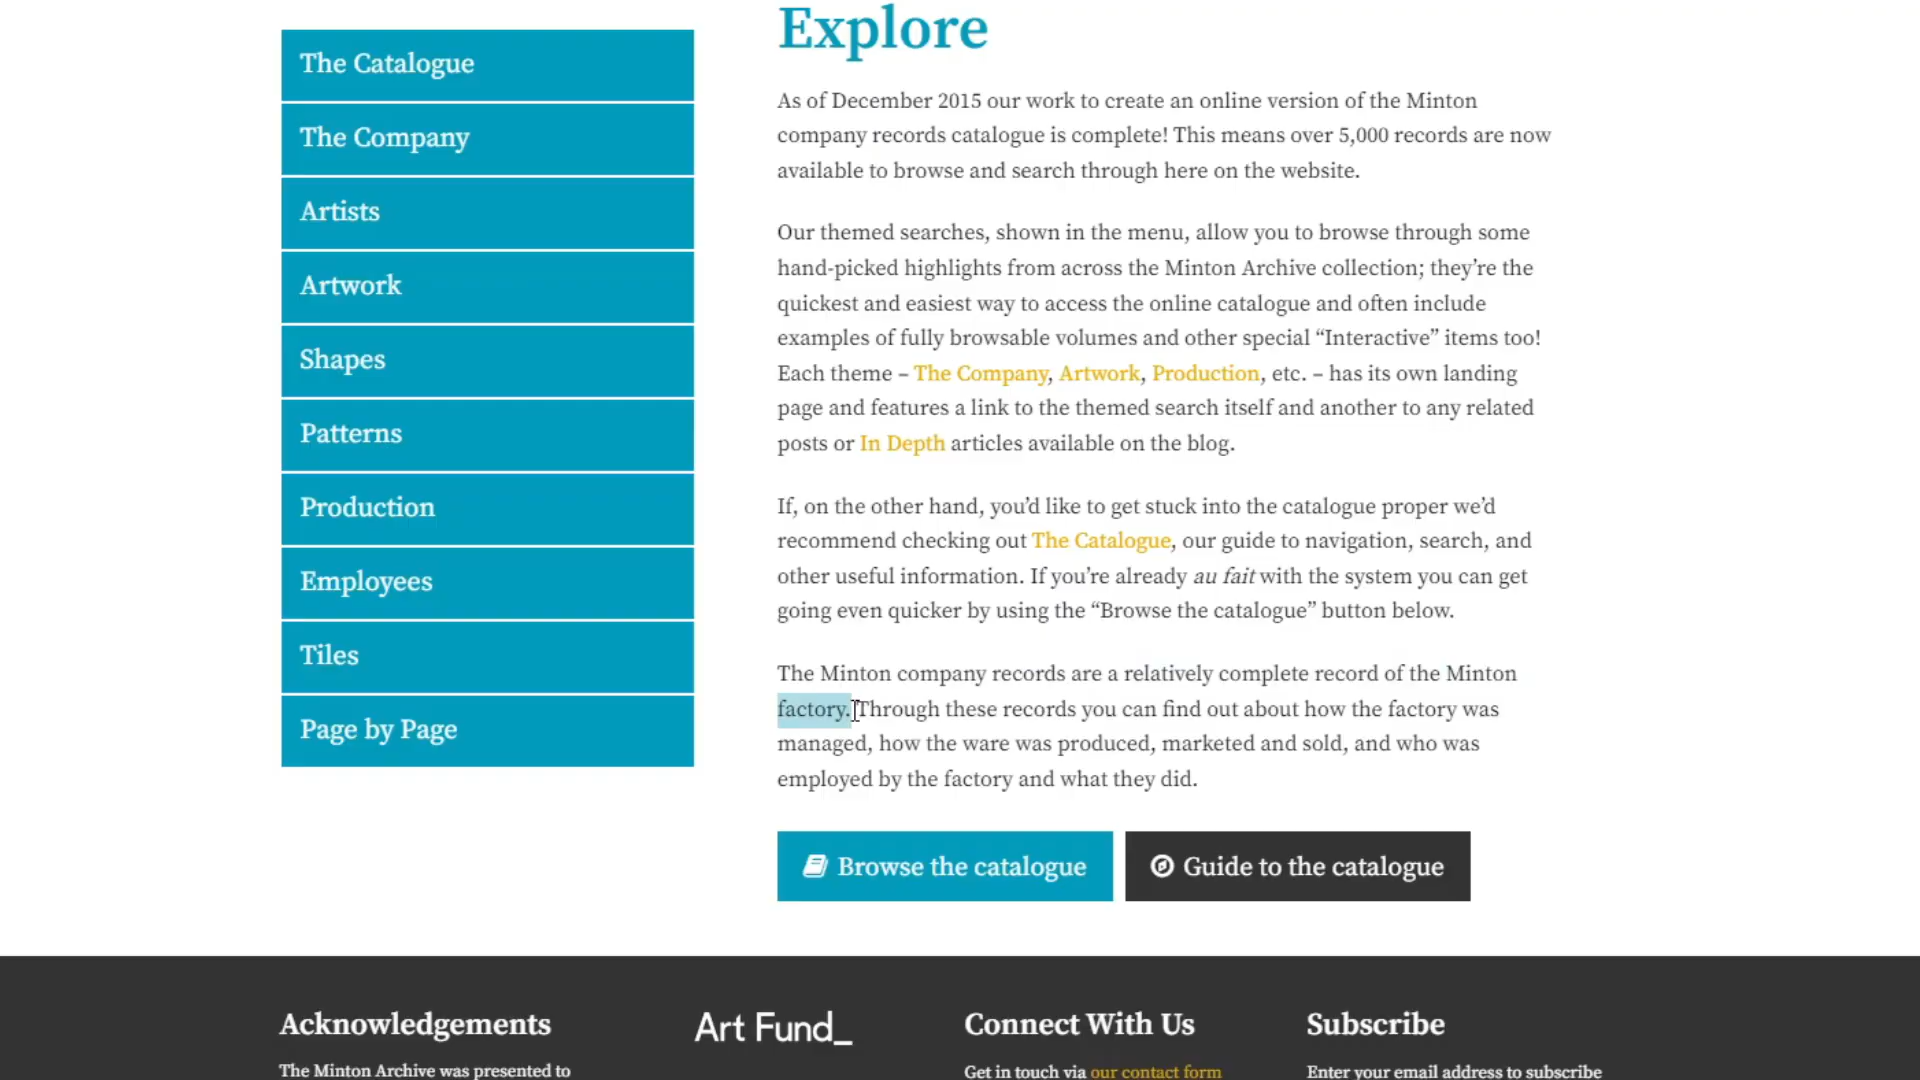 The Catalogue
The Company
Artists
Artwork
Shapes
Patterns
Production
Employees
Tiles
Page by Page
Explore
As of December 2015 our work to create an online version of the Minton
company records catalogue is complete! This means over 5,000 records are now
available to browse and search through here on the website.
Our themed searches, shown in the menu, allow you to browse through some
hand-picked highlights from across the Minton Archive collection; they’re the
quickest and easiest way to access the online catalogue and often include
examples of fully browsable volumes and other special “Interactive” items too!
Each theme – The Company, Artwork, Production, etc. – has its own landing
page and features a link to the themed search itself and another to any related
posts or In Depth articles available on the blog.
If, on the other hand, you’d like to get stuck into the catalogue proper we’d
recommend checking out The Catalogue, our guide to navigation, search, and
other useful information. If you’re already au fait with the system you can get
going even quicker by using the “Browse the catalogue” button below.
The Minton company records are a relatively complete record of the Minton
factory. Through these records you can find out about how the factory was
managed, how the ware was produced, marketed and sold, and who was
employed by the factory and what they did.
Browse the catalogue
Guide to the catalogue
Acknowledgements
The Minton Archive was presented to
Art Fund_
Connect With Us
Get in touch via our contact form
Subscribe
Enter your email address to subscribe